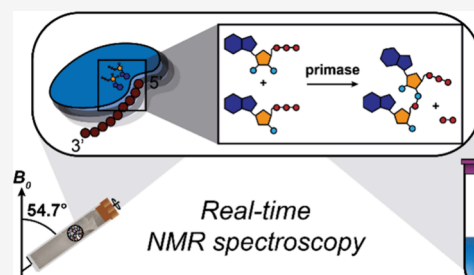 5'
3'
+
primase
+
B₀
54.7°
Real-time
NMR spectroscopy